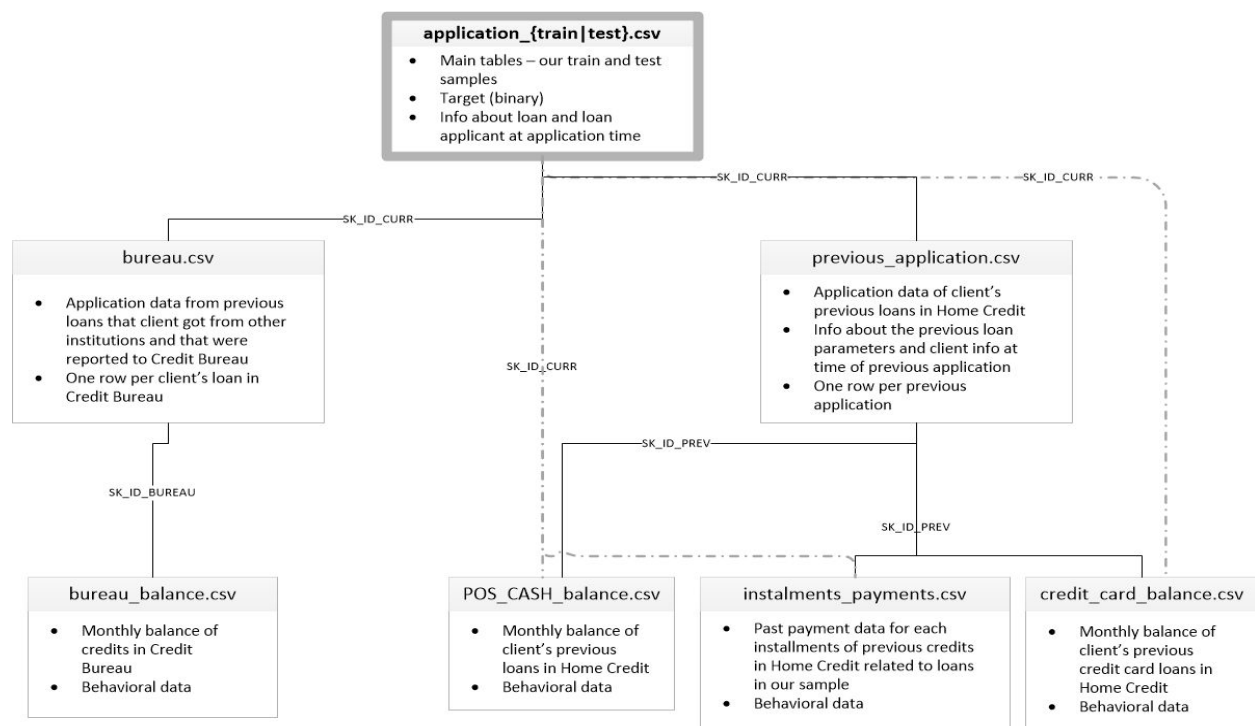 application_{train|test}.csv
• Main tables – our train and test
samples
• Target (binary)
• Info about loan and loan
applicant at application time
SK_ID_CURR
SK_ID_CURR
SK_ID_CURR
bureau.csv
• Application data from previous
loans that client got from other
institutions and that were
reported to Credit Bureau
• One row per client's loan in
Credit Bureau
SK_ID_CURR
previous_application.csv
• Application data of client's
previous loans in Home Credit
• Info about the previous loan
parameters and client info at
time of previous application
• One row per previous
application
SK_ID_PREV
SK_ID_BUREAU
SK_ID_PREV
bureau_balance.csv
• Monthly balance of
credits in Credit
Bureau
• Behavioral data
POS_CASH_balance.csv
• Monthly balance of
client's previous
loans in Home Credit
• Behavioral data
instalments_payments.csv
• Past payment data for each
installments of previous credits
in Home Credit related to loans
in our sample
• Behavioral data
credit_card_balance.csv
• Monthly balance of
client's previous
credit card loans in
Home Credit
• Behavioral data